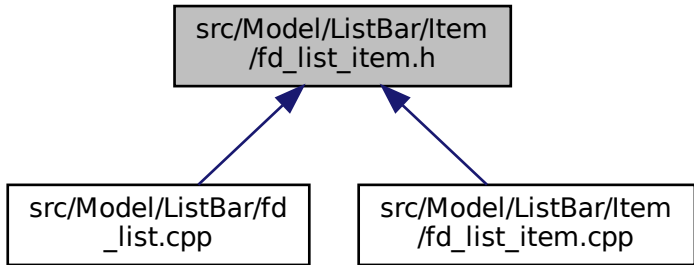 src/Model/ListBar/Item
/fd_list_item.h
src/Model/ListBar/fd
_list.cpp
src/Model/ListBar/Item
/fd_list_item.cpp